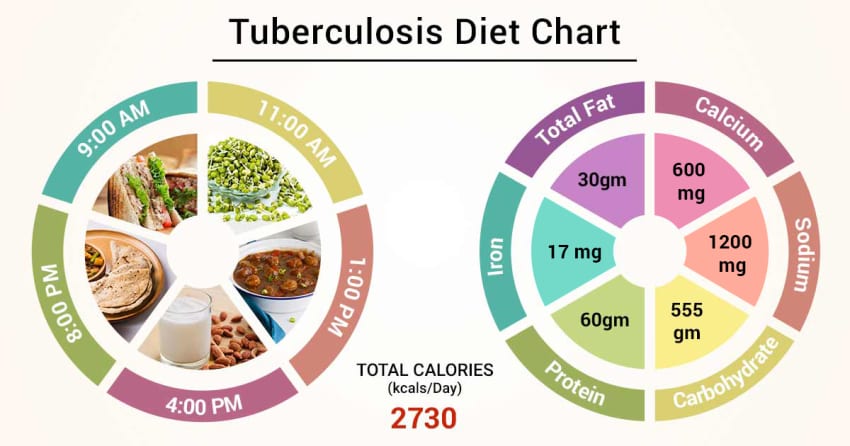 Tuberculosis Diet Chart
9:00 AM
11:00 AM
1:00 PM
4:00 PM
8:00 PM
TOTAL CALORIES
(kcals/Day)
2730
Total Fat
30gm
Calcium
600
mg
Sodium
1200
mg
Carbohydrate
555
gm
Protein
60gm
Iron
17 mg